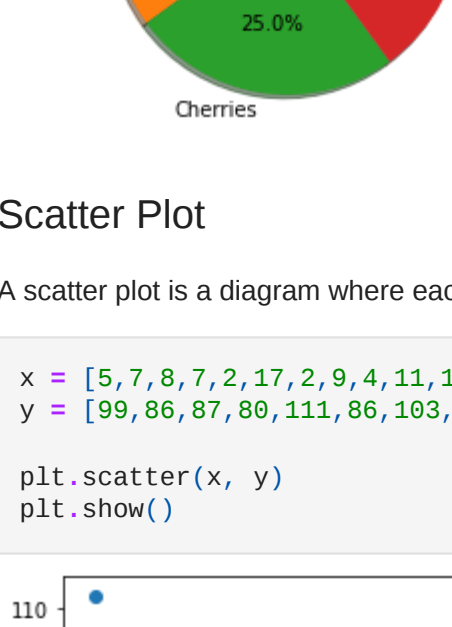 25.0%
Cherries
Scatter Plot
A scatter plot is a diagram where
x = [5,7,8,7,2,17,2,9,4,11,1
y = [99,86,87,80,111,86,103,
plt.scatter(x, y)
plt.show()
110